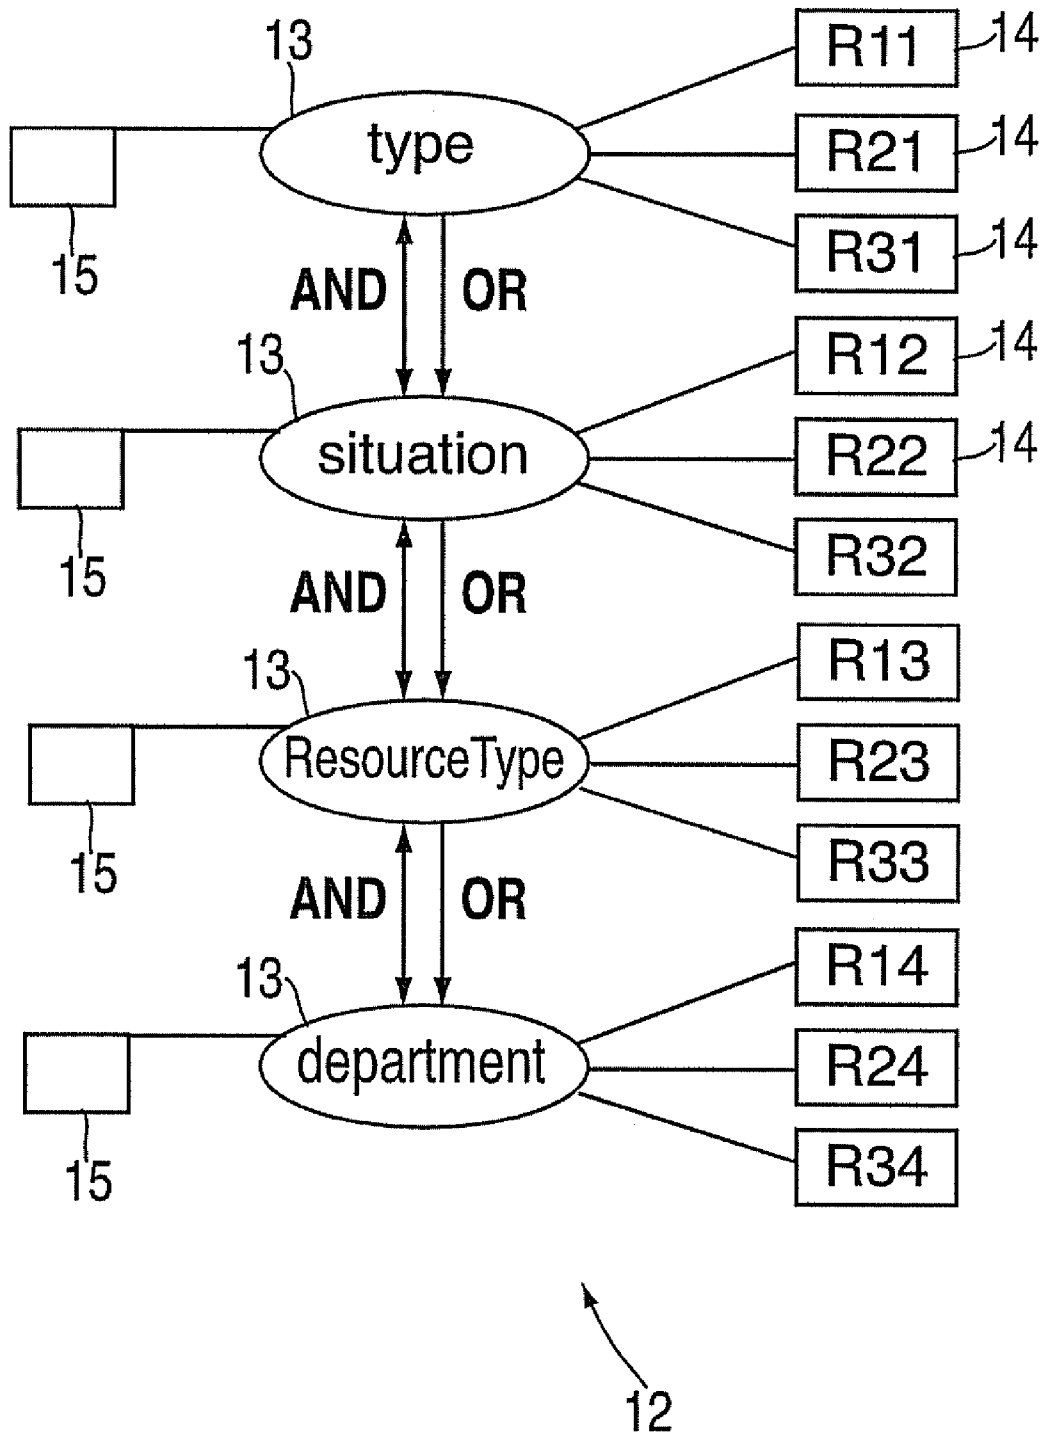 13
R11
14
type
R21
14
15
R31
14
AND OR
13
R12
14
situation
R22
14
15
R32
AND OR
13
R13
ResourceType
R23
15
R33
AND OR
13
R14
department
R24
15
R34
12